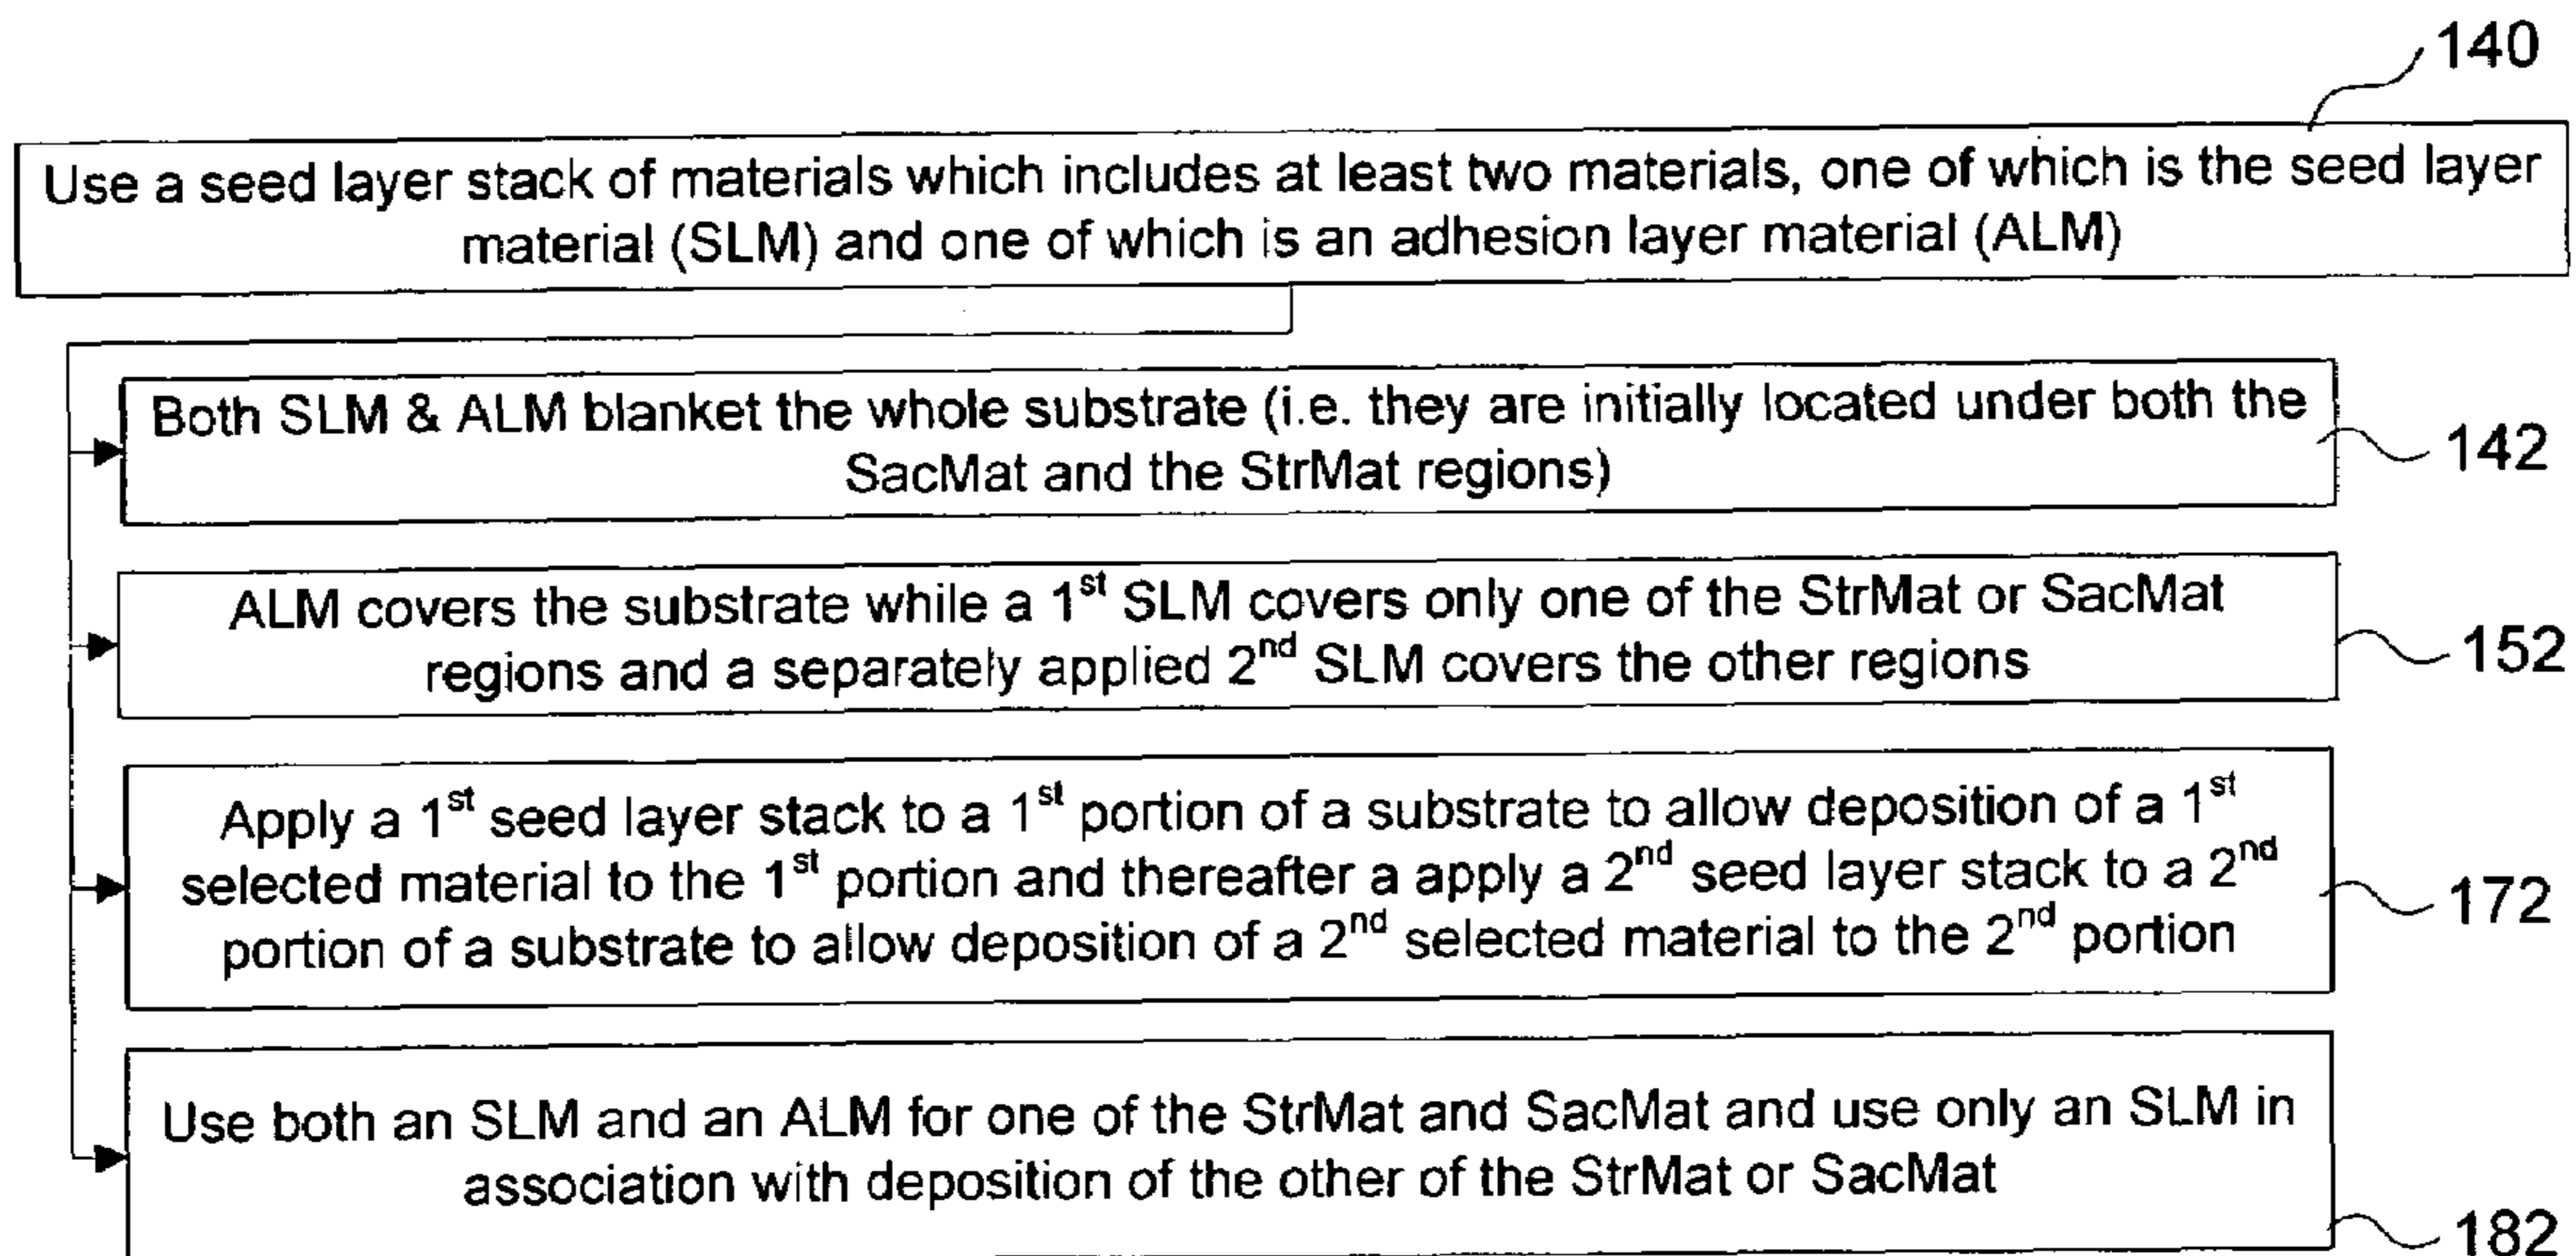 140
Use a seed layer stack of materials which includes at least two materials, one of which is the seed layer
material (SLM) and one of which is an adhesion layer material (ALM)
Both SLM & ALM blanket the whole substrate (i.e. they are initially located under both the
SacMat and the StrMat regions)
142
ALM covers the substrate while a 1st SLM covers only one of the StrMat or SacMat
regions and a separately applied 2nd SLM covers the other regions
152
Apply a 1st seed layer stack to a 1st portion of a substrate to allow deposition of a 1st
selected material to the 1st portion and thereafter a apply a 2nd seed layer stack to a 2nd
portion of a substrate to allow deposition of a 2nd selected material to the 2nd portion
172
Use both an SLM and an ALM for one of the StrMat and SacMat and use only an SLM in
association with deposition of the other of the StrMat or SacMat
182